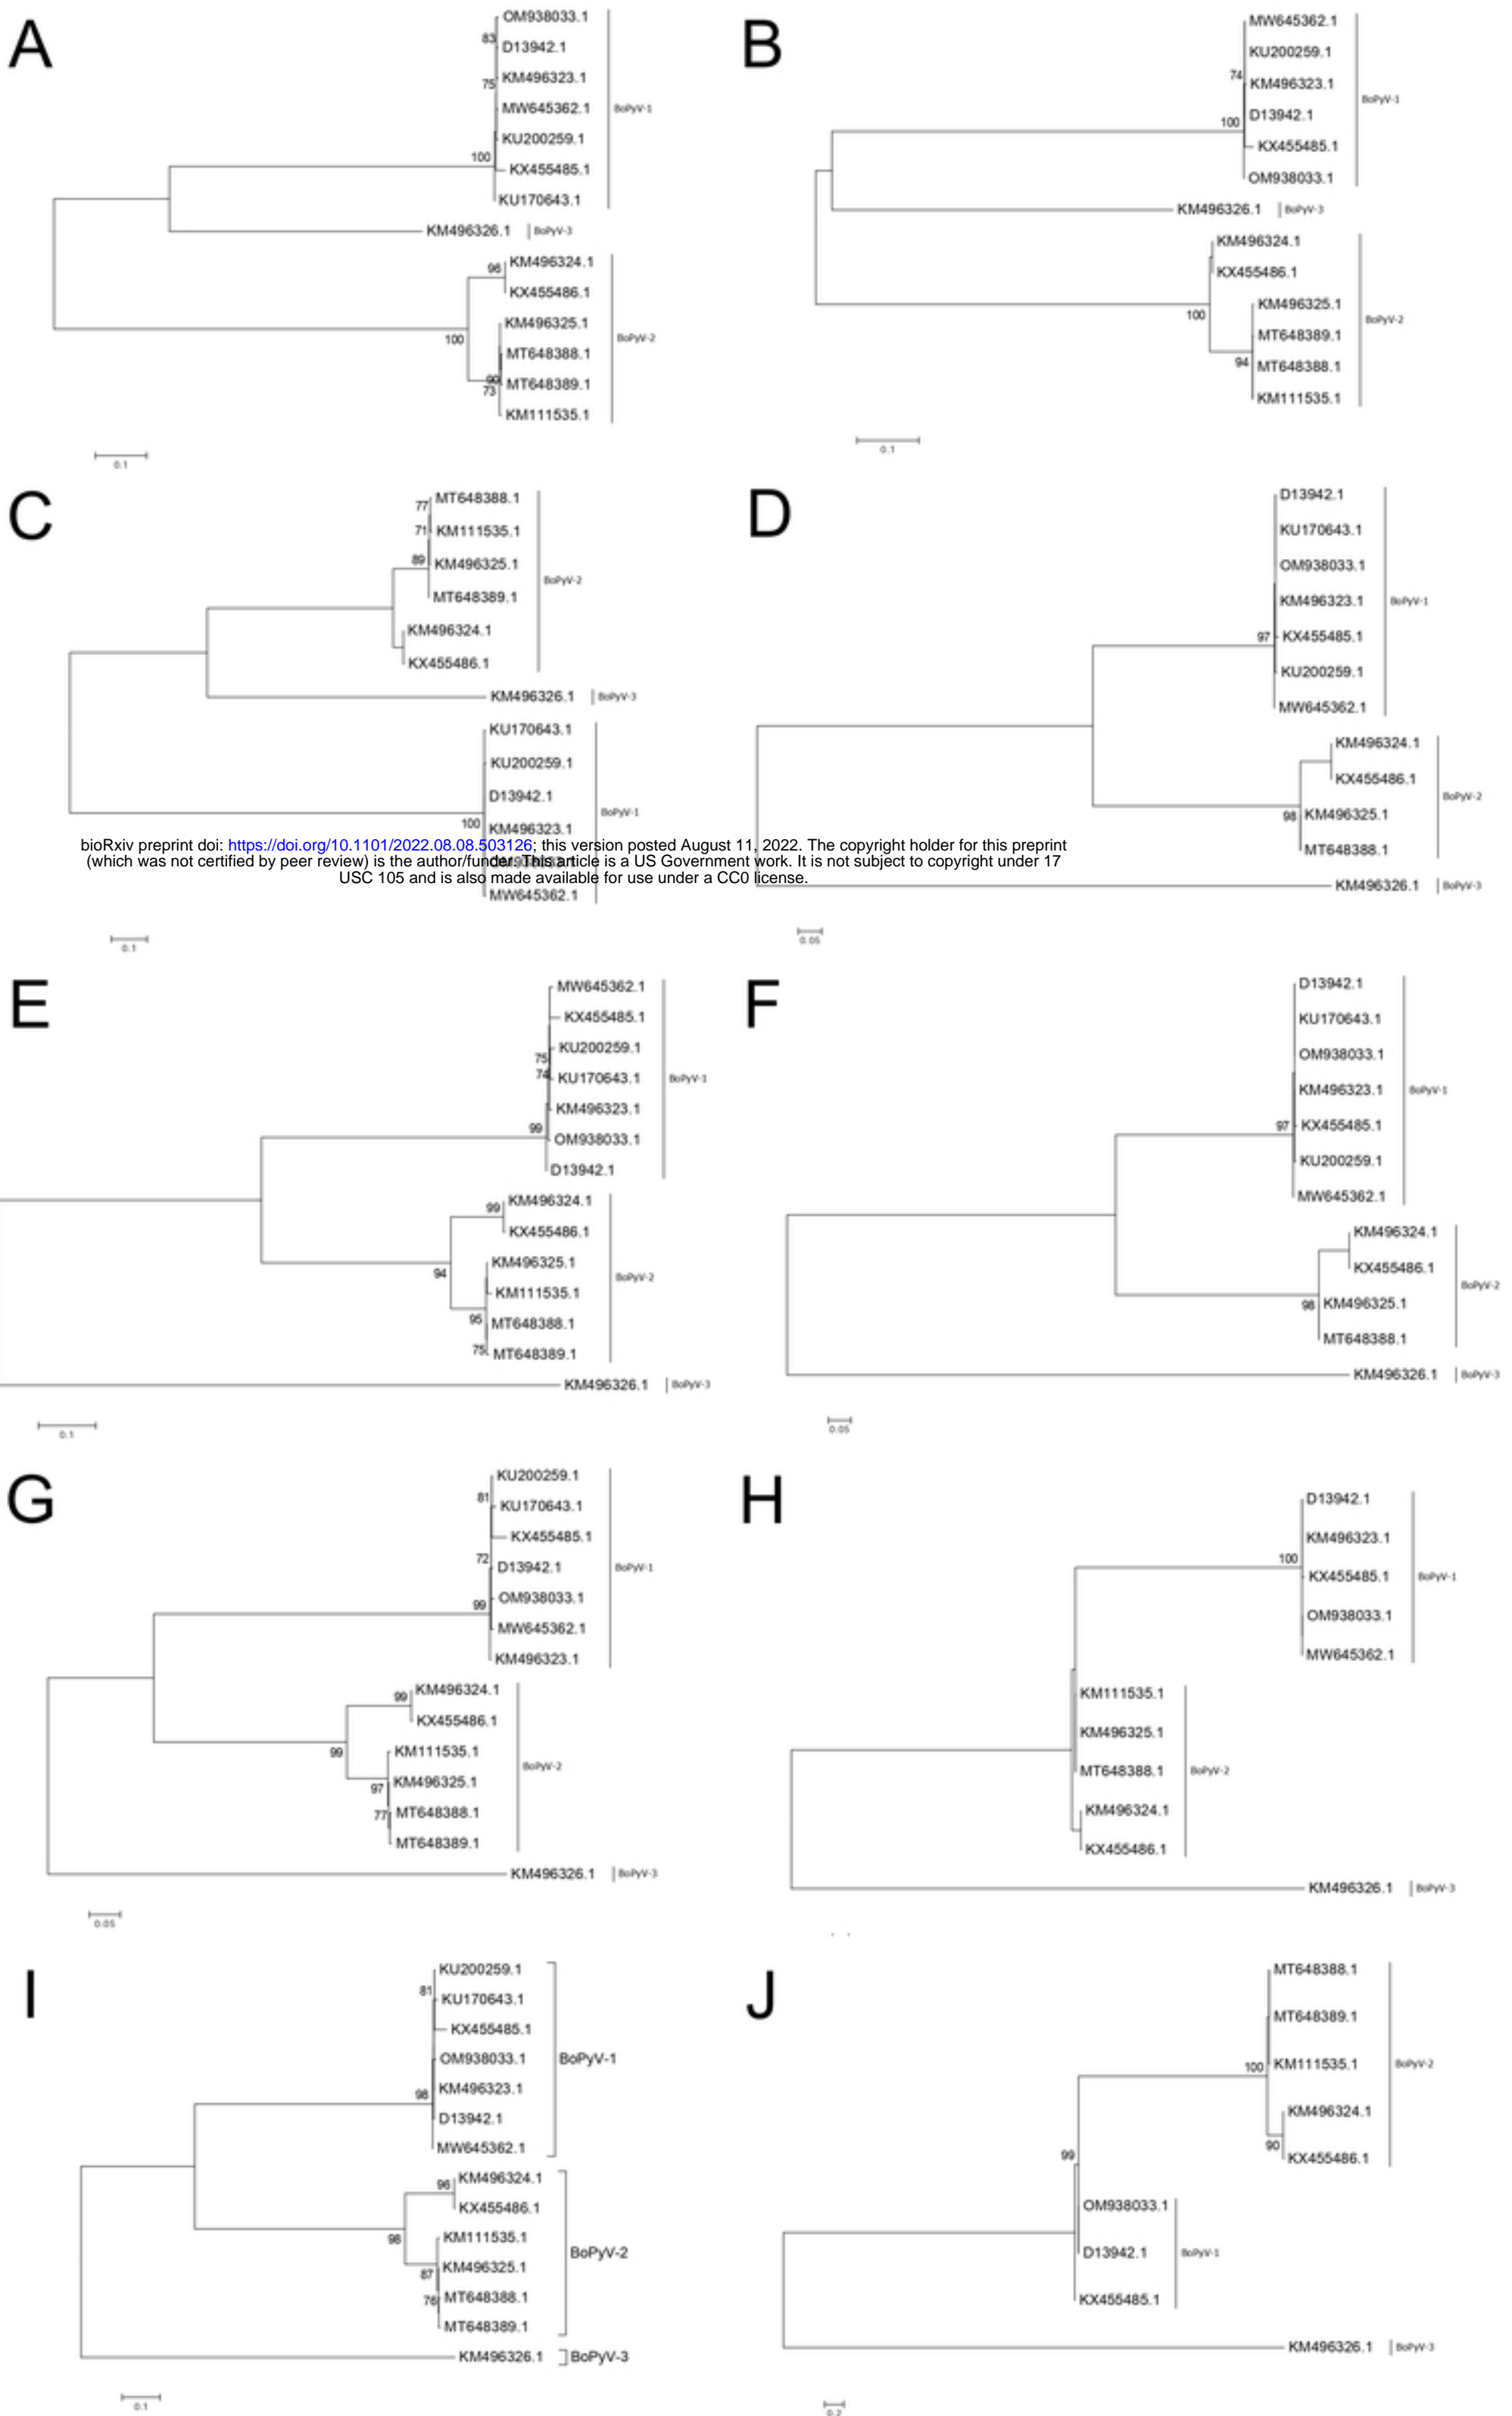 A
OM938033.1
83
D13942.1
KM496323.1
75
MW645362.1
BoPyV-1
KU200259.1
100
KX455485.1
KU170643.1
KM496326.1
BoPyV-3
KM496324.1
96
KX455486.1
KM496325.1
BoPyV-2
100
MT648388.1
MT648389.1
73
KM111535.1
0.1
B
MW645362.1
KU200259.1
74
KM496323.1
BoPyV-1
100
D13942.1
KX455485.1
OM938033.1
KM496326.1
BoPyV-3
KM496324.1
KX455486.1
KM496325.1
100
BoPyV-2
MT648389.1
94
MT648388.1
KM111535.1
0.1
C
MT648388.1
77
71
KM111535.1
89
KM496325.1
BoPyV-2
MT648389.1
KM496324.1
KX455486.1
KM496326.1
BoPyV-3
KU170643.1
KU200259.1
D13942.1
BoPyV-1
100
KM496323.1
MW645362.1
0.1
D
D13942.1
KU170643.1
OM938033.1
KM496323.1
BoPyV-1
97
KX455485.1
KU200259.1
MW645362.1
KM496324.1
KX455486.1
BoPyV-2
98
KM496325.1
MT648388.1
KM496326.1
BoPyV-3
0.05
bioRxiv preprint doi: https://doi.org/10.1101/2022.08.08.503126; this version posted August 11, 2022. The copyright holder for this preprint
(which was not certified by peer review) is the author/funder. This article is a US Government work. It is not subject to copyright under 17
USC 105 and is also made available for use under a CC0 license.
E
MW645362.1
KX455485.1
KU200259.1
75
74
KU170643.1
BoPyV-1
KM496323.1
99
OM938033.1
D13942.1
KM496324.1
99
KX455486.1
KM496325.1
94
BoPyV-2
KM111535.1
95
MT648388.1
75
MT648389.1
KM496326.1
BoPyV-3
0.1
F
D13942.1
KU170643.1
OM938033.1
KM496323.1
BoPyV-1
97
KX455485.1
KU200259.1
MW645362.1
KM496324.1
KX455486.1
BoPyV-2
98
KM496325.1
MT648388.1
KM496326.1
BoPyV-3
0.05
G
KU200259.1
81
KU170643.1
KX455485.1
72
D13942.1
BoPyV-1
OM938033.1
99
MW645362.1
KM496323.1
KM496324.1
99
KX455486.1
99
KM111535.1
BoPyV-2
97
KM496325.1
77
MT648388.1
MT648389.1
KM496326.1
BoPyV-3
0.05
H
D13942.1
KM496323.1
100
KX455485.1
BoPyV-1
OM938033.1
MW645362.1
KM111535.1
KM496325.1
MT648388.1
BoPyV-2
KM496324.1
KX455486.1
KM496326.1
BoPyV-3
I
KU200259.1
81
KU170643.1
KX455485.1
OM938033.1
BoPyV-1
98
KM496323.1
D13942.1
MW645362.1
KM496324.1
96
KX455486.1
98
KM111535.1
BoPyV-2
87
KM496325.1
76
MT648388.1
MT648389.1
KM496326.1
BoPyV-3
0.1
J
MT648388.1
MT648389.1
100
KM111535.1
BoPyV-2
KM496324.1
90
KX455486.1
99
OM938033.1
D13942.1
BoPyV-1
KX455485.1
KM496326.1
BoPyV-3
0.2